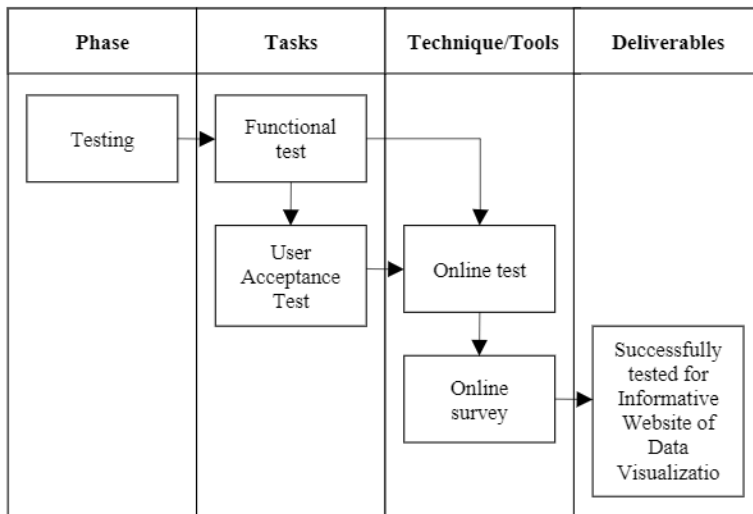 Phase
Tasks
Technique/Tools
Deliverables
Testing
Functional
test
User
Acceptance
Test
Online test
Online
survey
Successfully
tested for
Informative
Website of
Data
Visualizatio